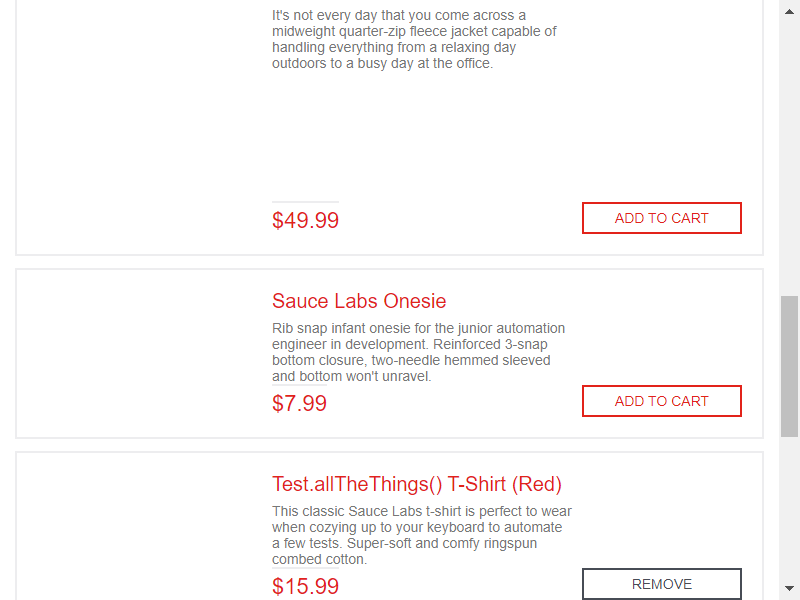 It's not every day that you come across a
midweight quarter-zip fleece jacket capable of
handling everything from a relaxing day
outdoors to a busy day at the office.
$49.99
ADD TO CART
Sauce Labs Onesie
Rib snap infant onesie for the junior automation
engineer in development. Reinforced 3-snap
bottom closure, two-needle hemmed sleeved
and bottom won't unravel.
$7.99
ADD TO CART
Test.allTheThings() T-Shirt (Red)
This classic Sauce Labs t-shirt is perfect to wear
when cozying up to your keyboard to automate
a few tests. Super-soft and comfy ringspun
combed cotton.
$15.99
REMOVE